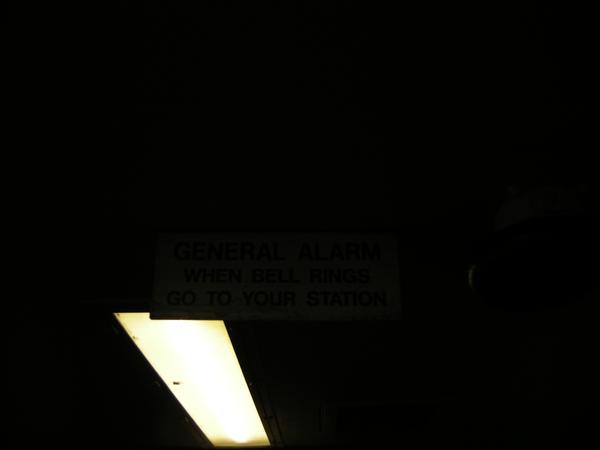 GENERAL ALARM
WHEN BELL RINGS
GO TO YOUR STATION